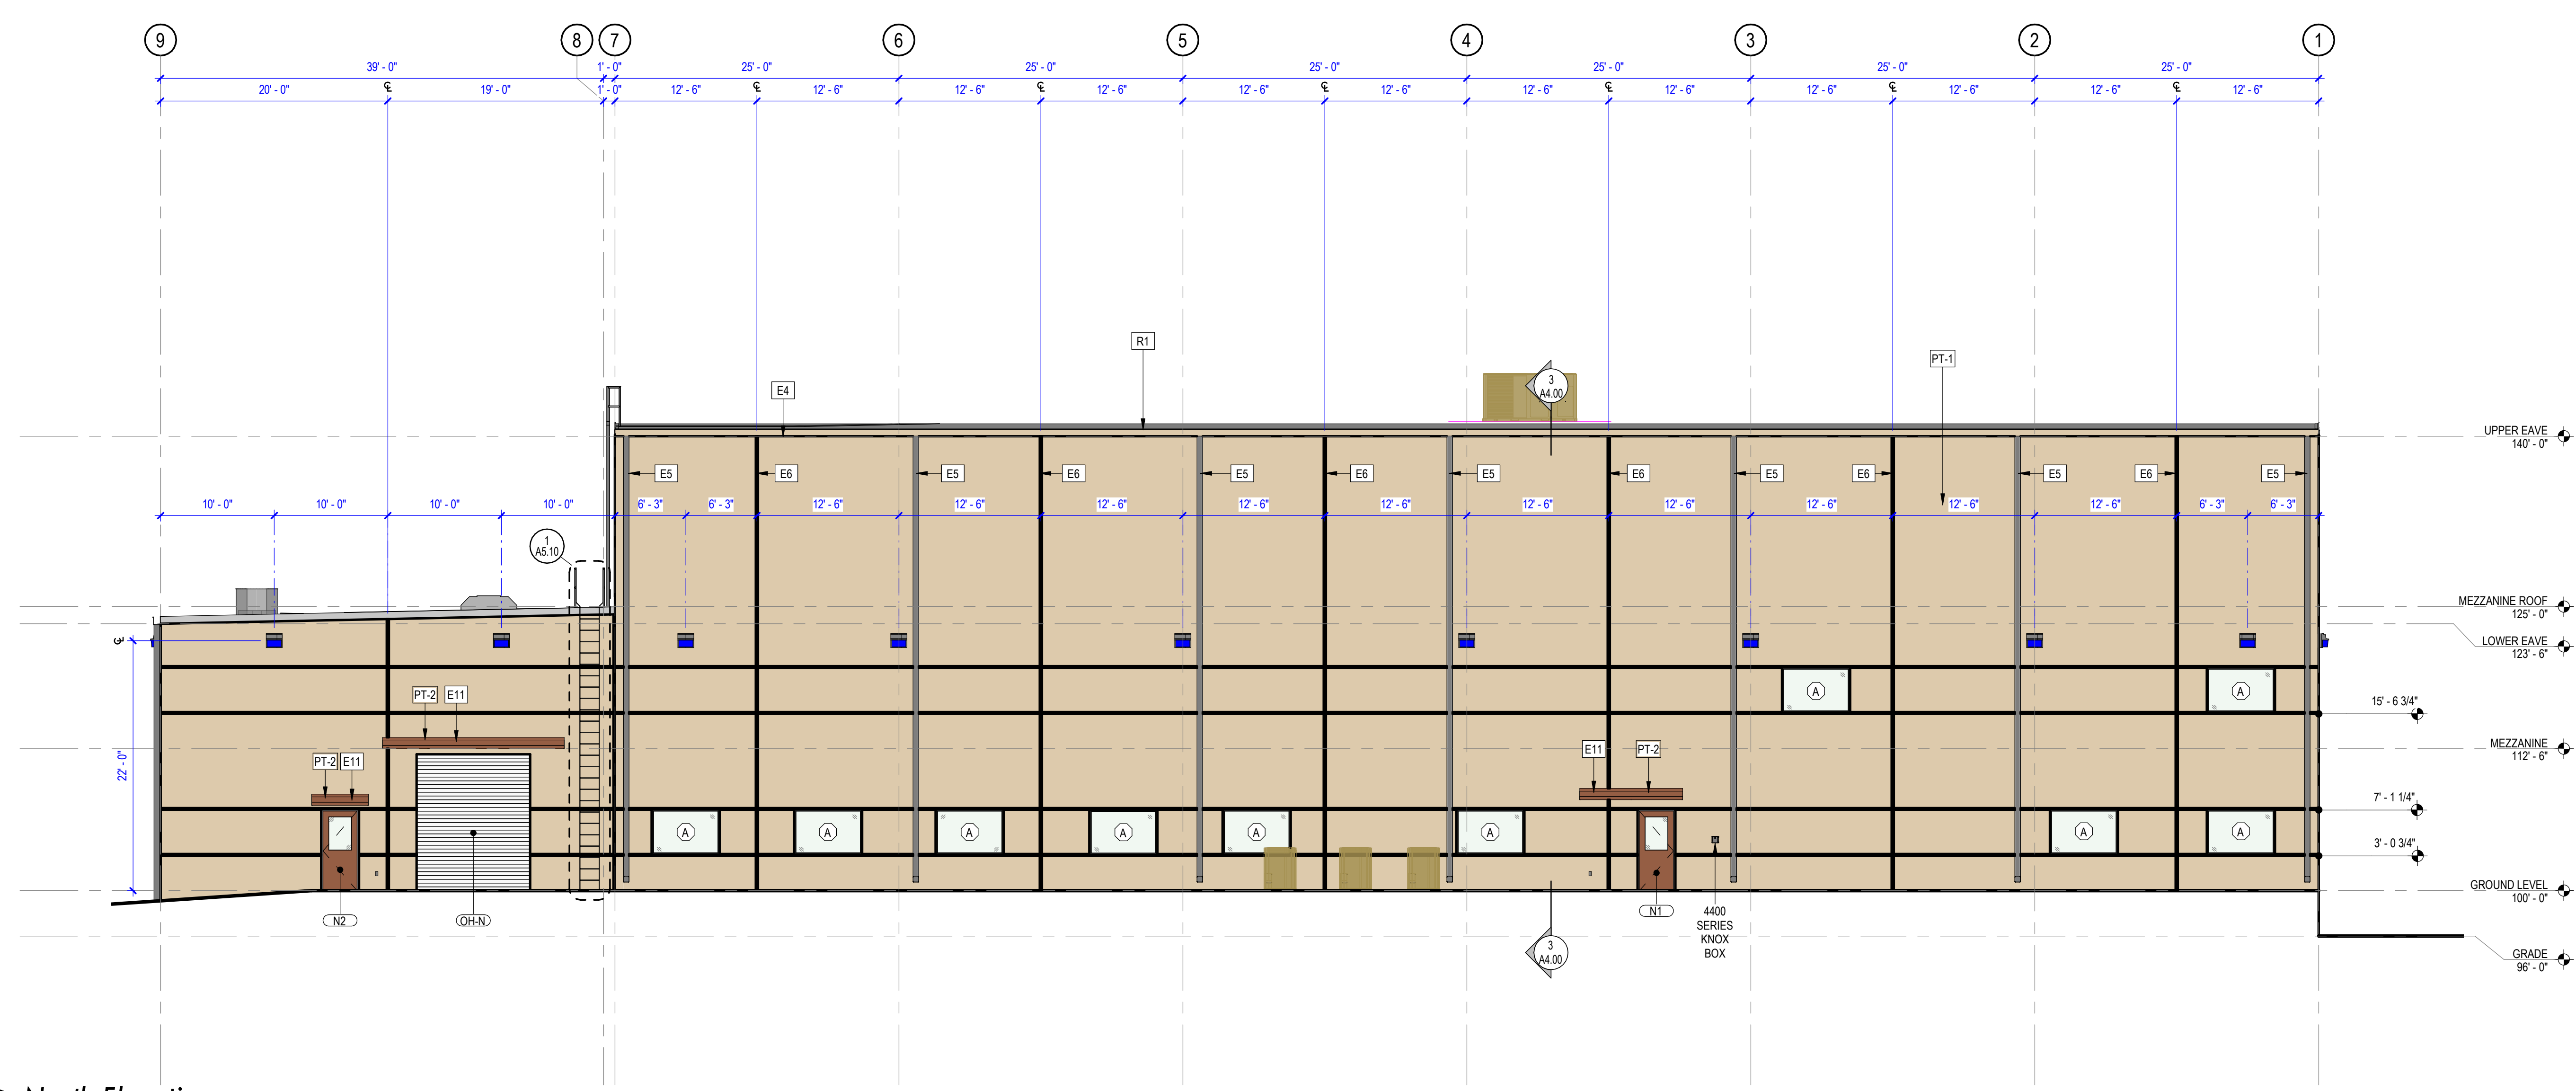 9 8 7 6 5 4 3 2 1
39' - 0" 1' - 0" 25' - 0" 25' - 0" 25' - 0" 25' - 0" 25' - 0" 25' - 0"
20' - 0" 19' - 0" 1' - 0" 12' - 6" 12' - 6" 12' - 6" 12' - 6" 12' - 6" 12' - 6" 12' - 6" 12' - 6" 12' - 6" 12' - 6" 12' - 6" 12' - 6"
R1
PT-1
3
A4.00
E4
UPPER EAVE
140' - 0"
E5 E6 E5 E6 E5 E6 E5 E6 E5 E6 E5 E6 E5
10' - 0" 10' - 0" 10' - 0" 10' - 0" 6' - 3" 6' - 3" 12' - 6" 12' - 6" 12' - 6" 12' - 6" 12' - 6" 12' - 6" 12' - 6" 12' - 6" 12' - 6" 12' - 6" 6' - 3" 6' - 3"
1
A5.10
MEZZANINE ROOF
125' - 0"
LOWER EAVE
123' - 6"
PT-2 E11
A A
15' - 6 3/4"
MEZZANINE
112' - 6"
22' - 0"
PT-2 E11
E11 PT-2
7' - 1 1/4"
A A A A A A A A
3' - 0 3/4"
GROUND LEVEL
100' - 0"
N2 OH-N N1
4400
SERIES
KNOX
BOX
3
A4.00
GRADE
96' - 0"